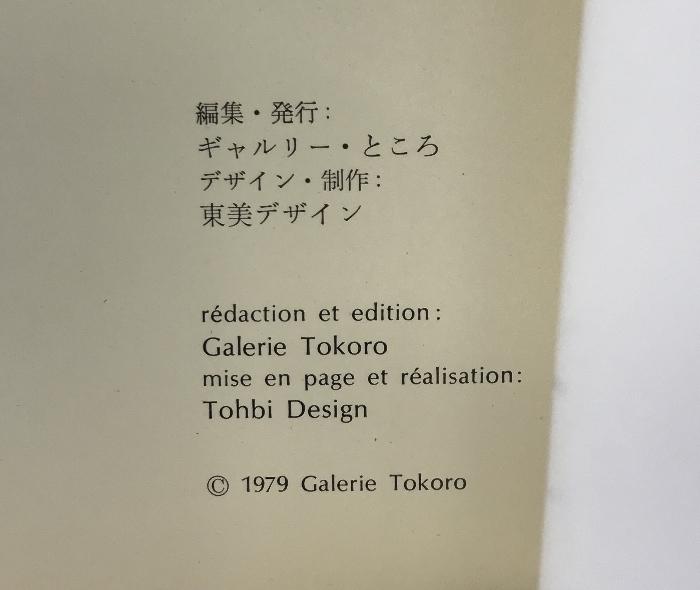 編集・発行:
ギャルリー・ところ
デザイン・制作:
東美デザイン
rédaction et edition:
Galerie Tokoro
mise en page et réalisation:
Tohbi Design
© 1979 Galerie Tokoro